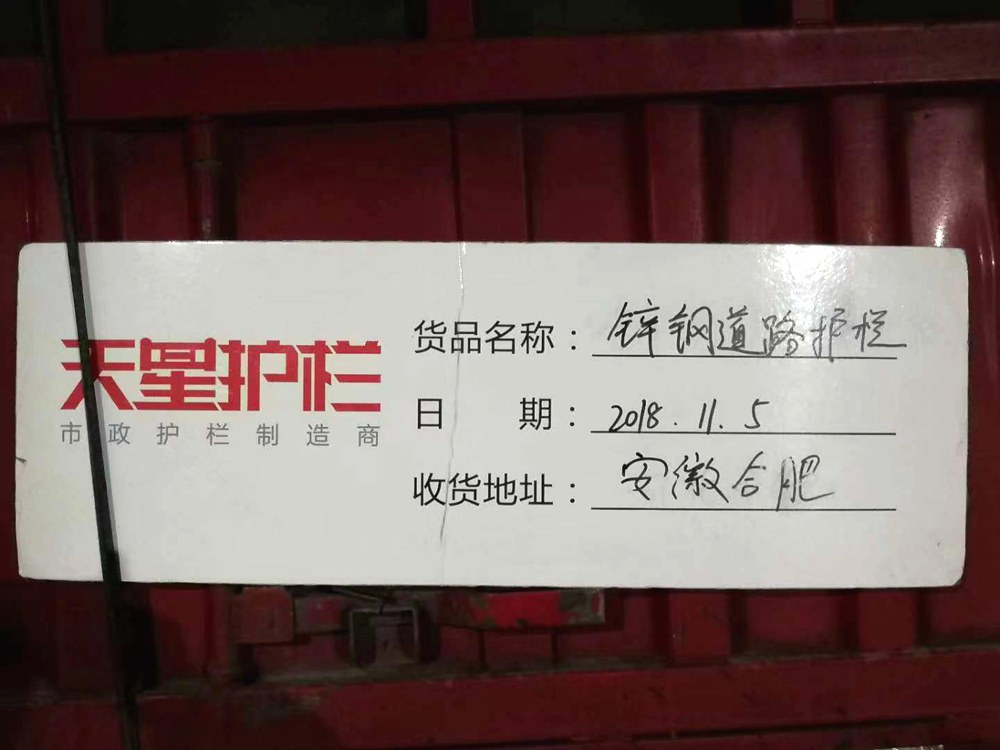 天星护栏
市政护栏制造商
货品名称：锌钢道路护栏
日期：2018.11.5
收货地址：安徽合肥